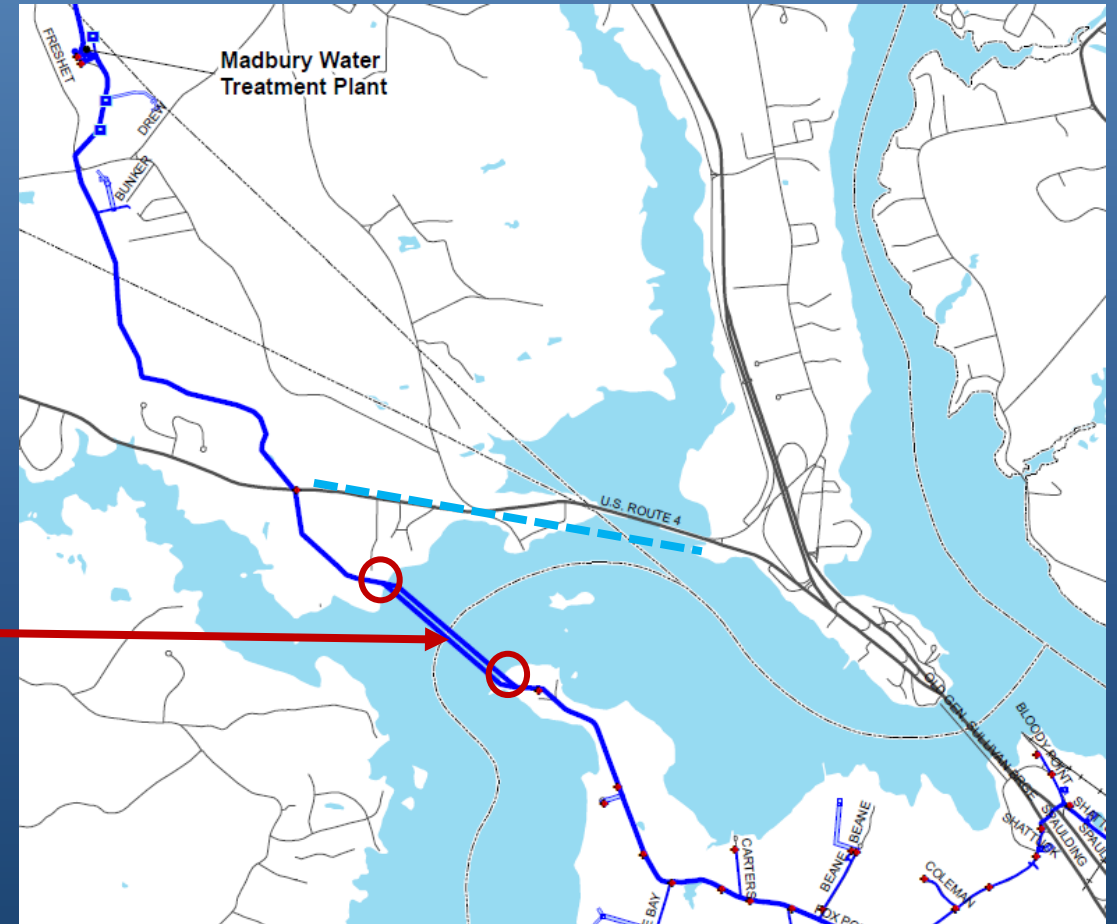 FRESHET
Madbury Water
Treatment Plant
DREW
BUNKER
U.S. ROUTE 4
OLD GEN. SULLIVAN BRGE
BLOODY POINT
SPAULDING
SHATTUCK
CARTERS
BEANE
BEANE
COLEMAN
BAY